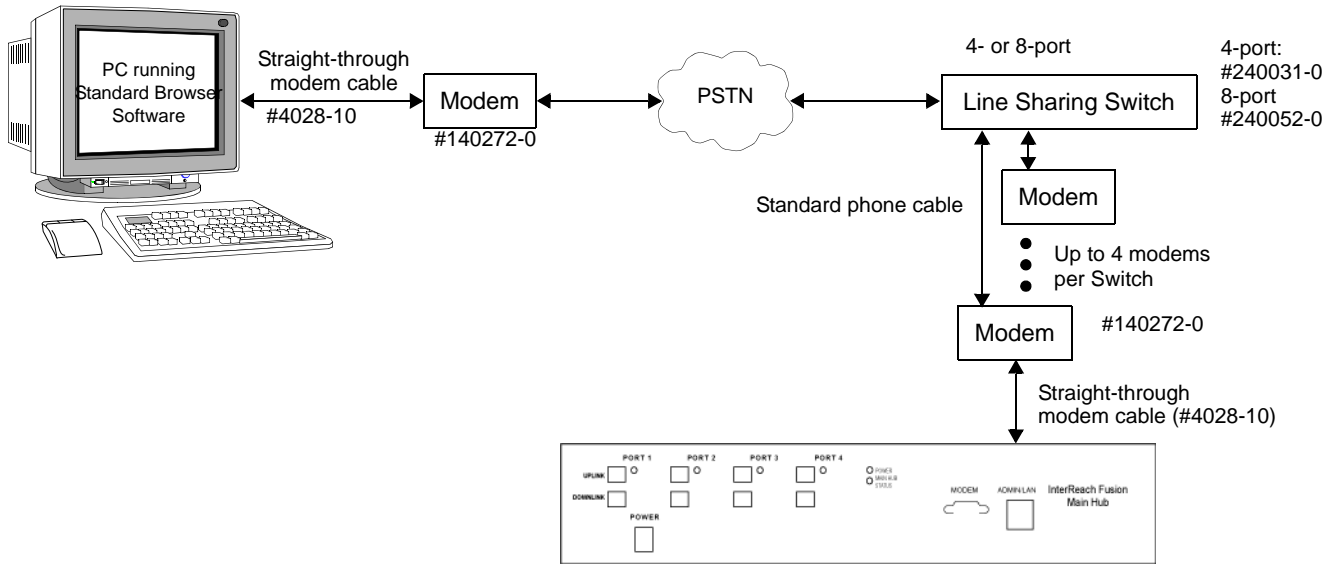 PC running
Standard Browser
Software
Straight-through
modem cable
#4028-10
Modem
#140272-0
PSTN
4- or 8-port
Line Sharing Switch
4-port:
#240031-0
8-port
#240052-0
Standard phone cable
Modem
Up to 4 modems
per Switch
Modem
#140272-0
Straight-through
modem cable (#4028-10)
PORT 1 PORT 2 PORT 3 PORT 4
UPLINK
DOWNLINK
POWER
POWER
MAIN HUB
STATUS
MODEM
ADMIN/LAN
InterReach Fusion
Main Hub